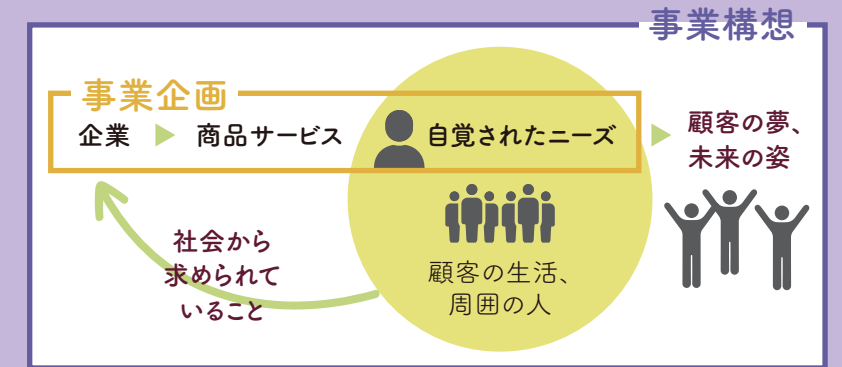 事業構想
事業企画
企業
商品サービス
自覚されたニーズ
顧客の夢、
未来の姿
社会から
求められて
いること
顧客の生活、
周囲の人